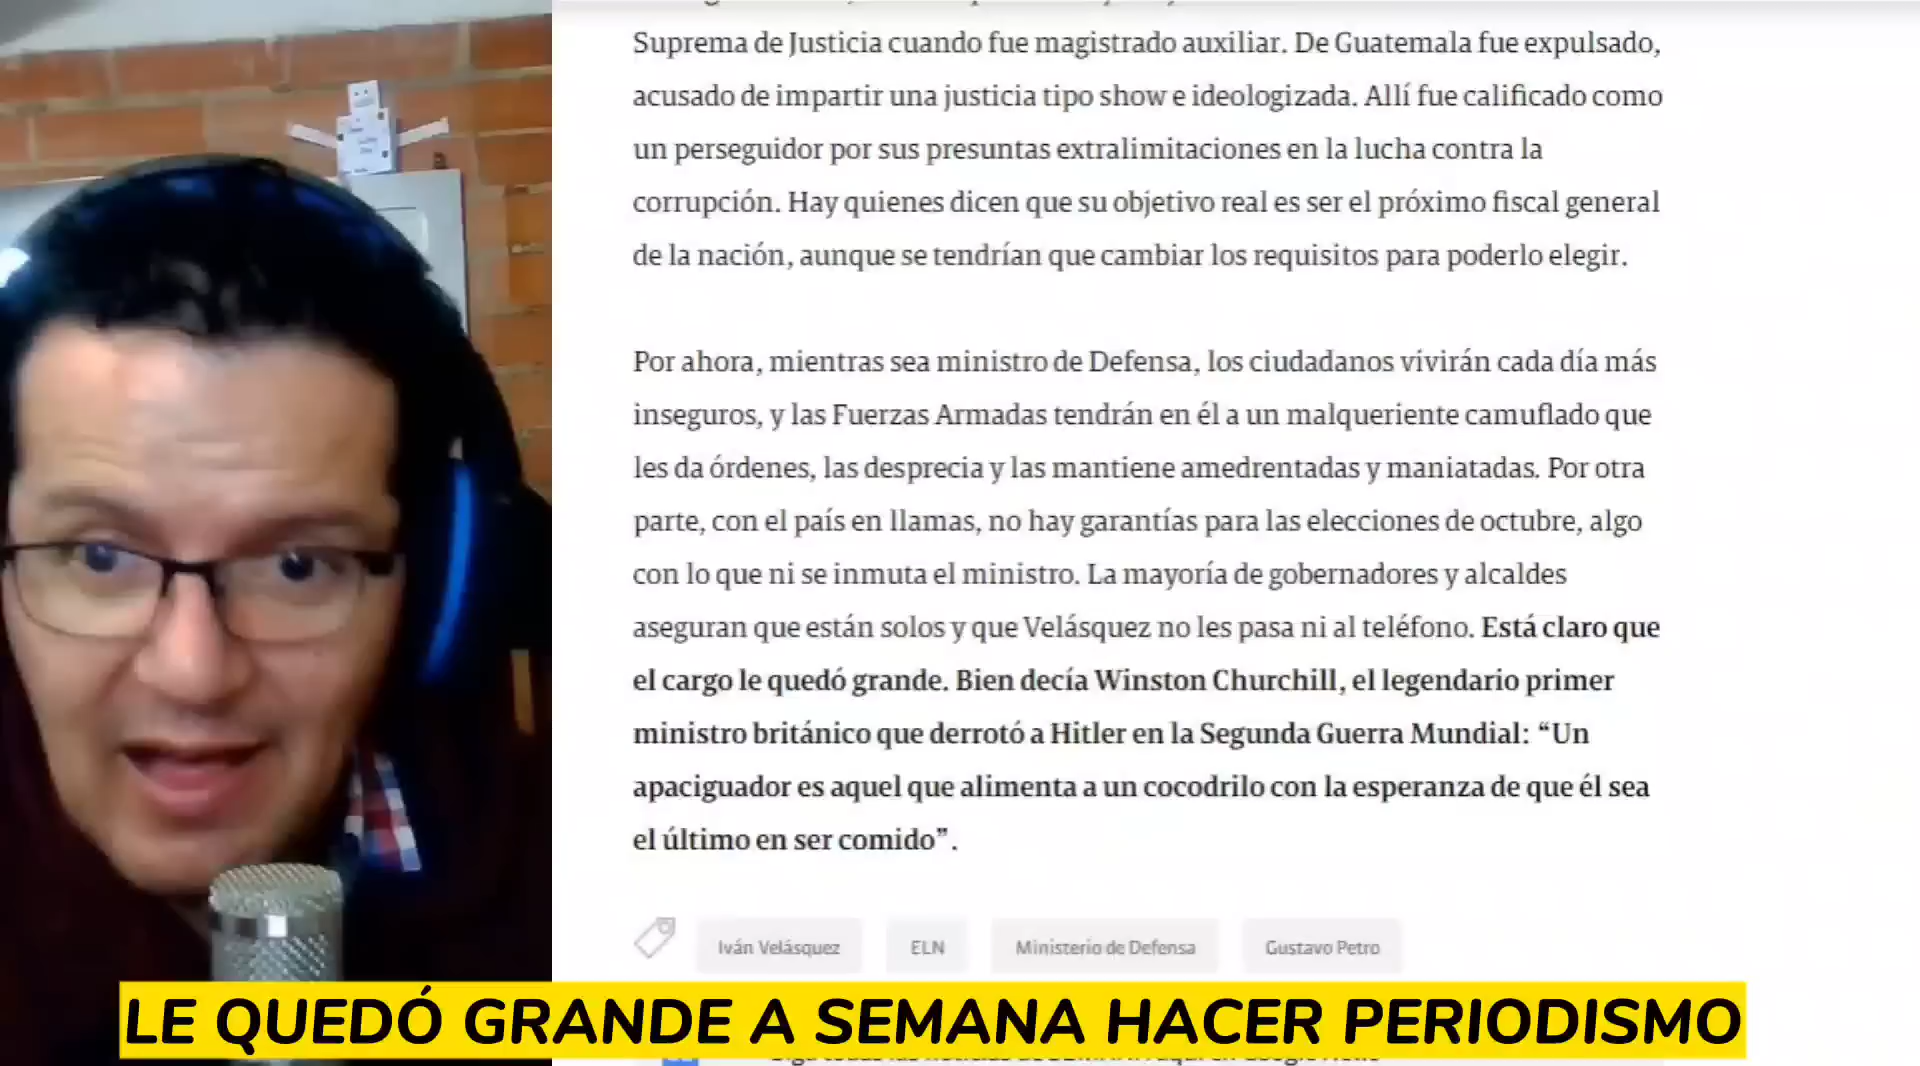 Suprema de Justicia cuando fue magistrado auxiliar. De Guatemala fue expulsado,
acusado de impartir una justicia tipo show e ideologizada. Allí fue calificado como
un perseguidor por sus presuntas extralimitaciones en la lucha contra la
corrupción. Hay quienes dicen que su objetivo real es ser el próximo fiscal general
de la nación, aunque se tendrían que cambiar los requisitos para poderlo elegir.
Por ahora, mientras sea ministro de Defensa, los ciudadanos vivirán cada día más
inseguros, y las Fuerzas Armadas tendrán en él a un malqueriente camuflado que
les da órdenes, las desprecia y las mantiene amedrentadas y maniatadas. Por otra
parte, con el país en llamas, no hay garantías para las elecciones de octubre, algo
con lo que ni se inmuta el ministro. La mayoría de gobernadores y alcaldes
aseguran que están solos y que Velásquez no les pasa ni al teléfono. Está claro que
el cargo le quedó grande. Bien decía Winston Churchill, el legendario primer
ministro británico que derrotó a Hitler en la Segunda Guerra Mundial: “Un
apaciguador es aquel que alimenta a un cocodrilo con la esperanza de que él sea
el último en ser comido”.
Iván Velásquez ELN Ministerio de Defensa Gustavo Petro
LE QUEDÓ GRANDE A SEMANA HACER PERIODISMO